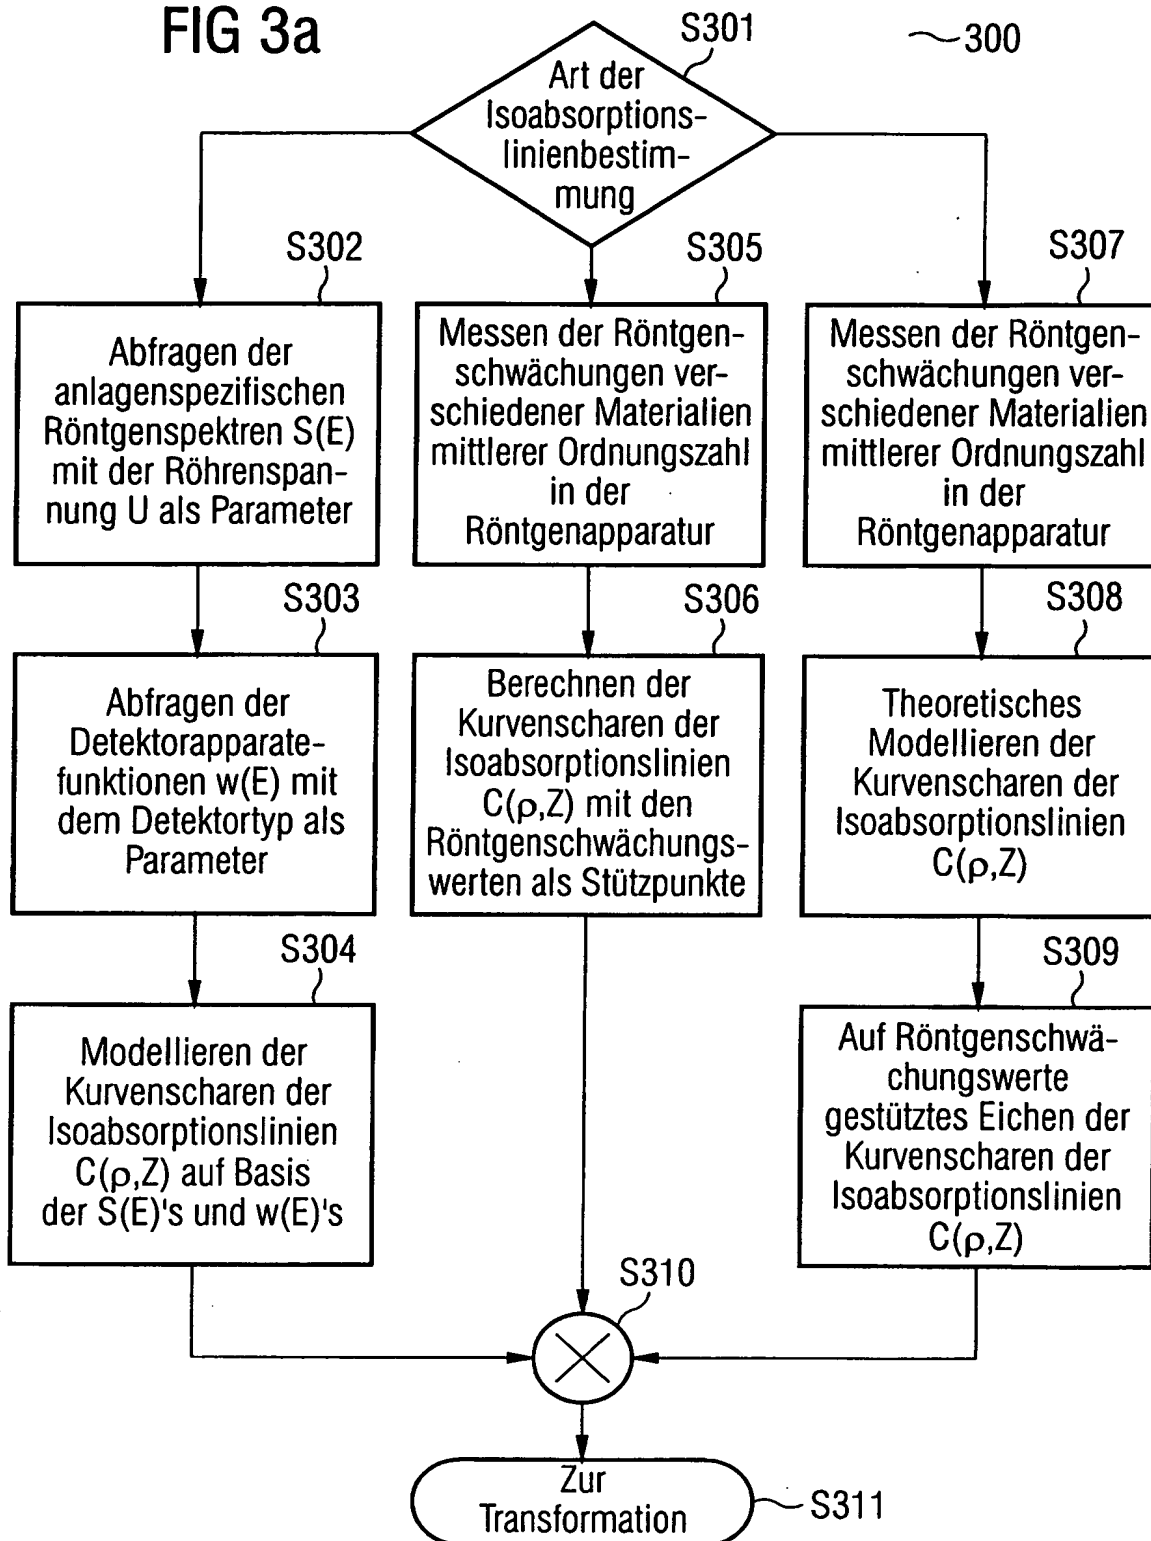 FIG 3a
S301
300
Art der
Isoabsorptions-
linienbestim-
mung
S302
Abfragen der
anlagenspezifischen
Röntgenspektren S(E)
mit der Röhrenspan-
nung U als Parameter
S305
Messen der Röntgen-
schwächungen ver-
schiedener Materialien
mittlerer Ordnungszahl
in der
Röntgenapparatur
S307
Messen der Röntgen-
schwächungen ver-
schiedener Materialien
mittlerer Ordnungszahl
in der
Röntgenapparatur
S303
Abfragen der
Detektorapparate-
funktionen w(E) mit
dem Detektortyp als
Parameter
S306
Berechnen der
Kurvenscharen der
Isoabsorptionslinien
C(ρ,Z) mit den
Röntgenschwächungs-
werten als Stützpunkte
S308
Theoretisches
Modellieren der
Kurvenscharen der
Isoabsorptionslinien
C(ρ,Z)
S304
Modellieren der
Kurvenscharen der
Isoabsorptionslinien
C(ρ,Z) auf Basis
der S(E)'s und w(E)'s
S309
Auf Röntgenschwä-
chungswerte
gestütztes Eichen der
Kurvenscharen der
Isoabsorptionslinien
C(ρ,Z)
S310
Zur
Transformation
S311